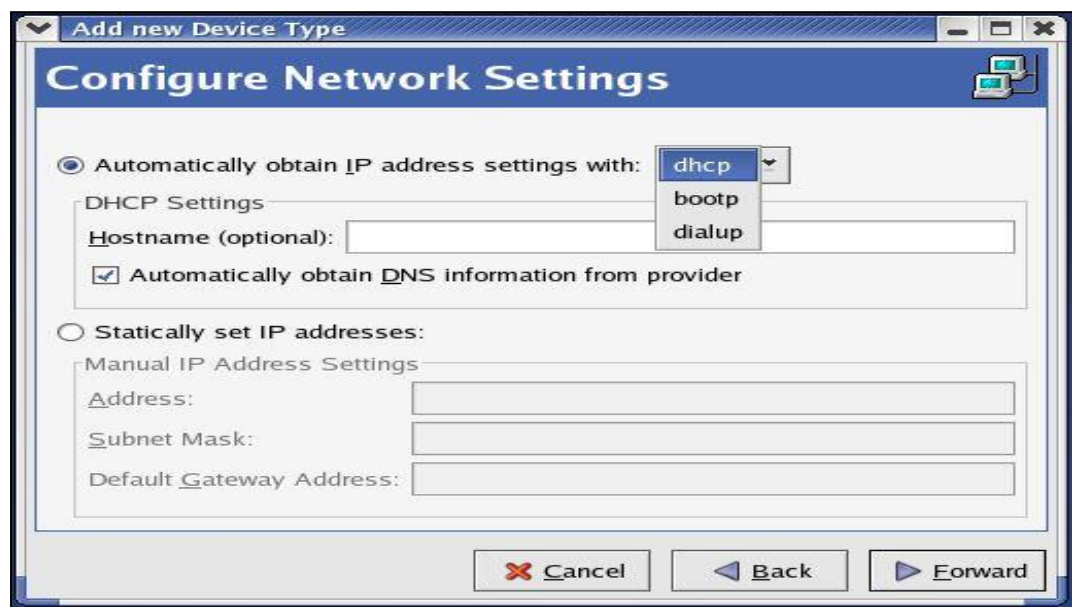 Add new Device Type
Configure Network Settings
Automatically obtain IP address settings with: dhcp
bootp
dialup
DHCP Settings
Hostname (optional):
Automatically obtain DNS information from provider
Statically set IP addresses:
Manual IP Address Settings
Address:
Subnet Mask:
Default Gateway Address:
Cancel Back Forward